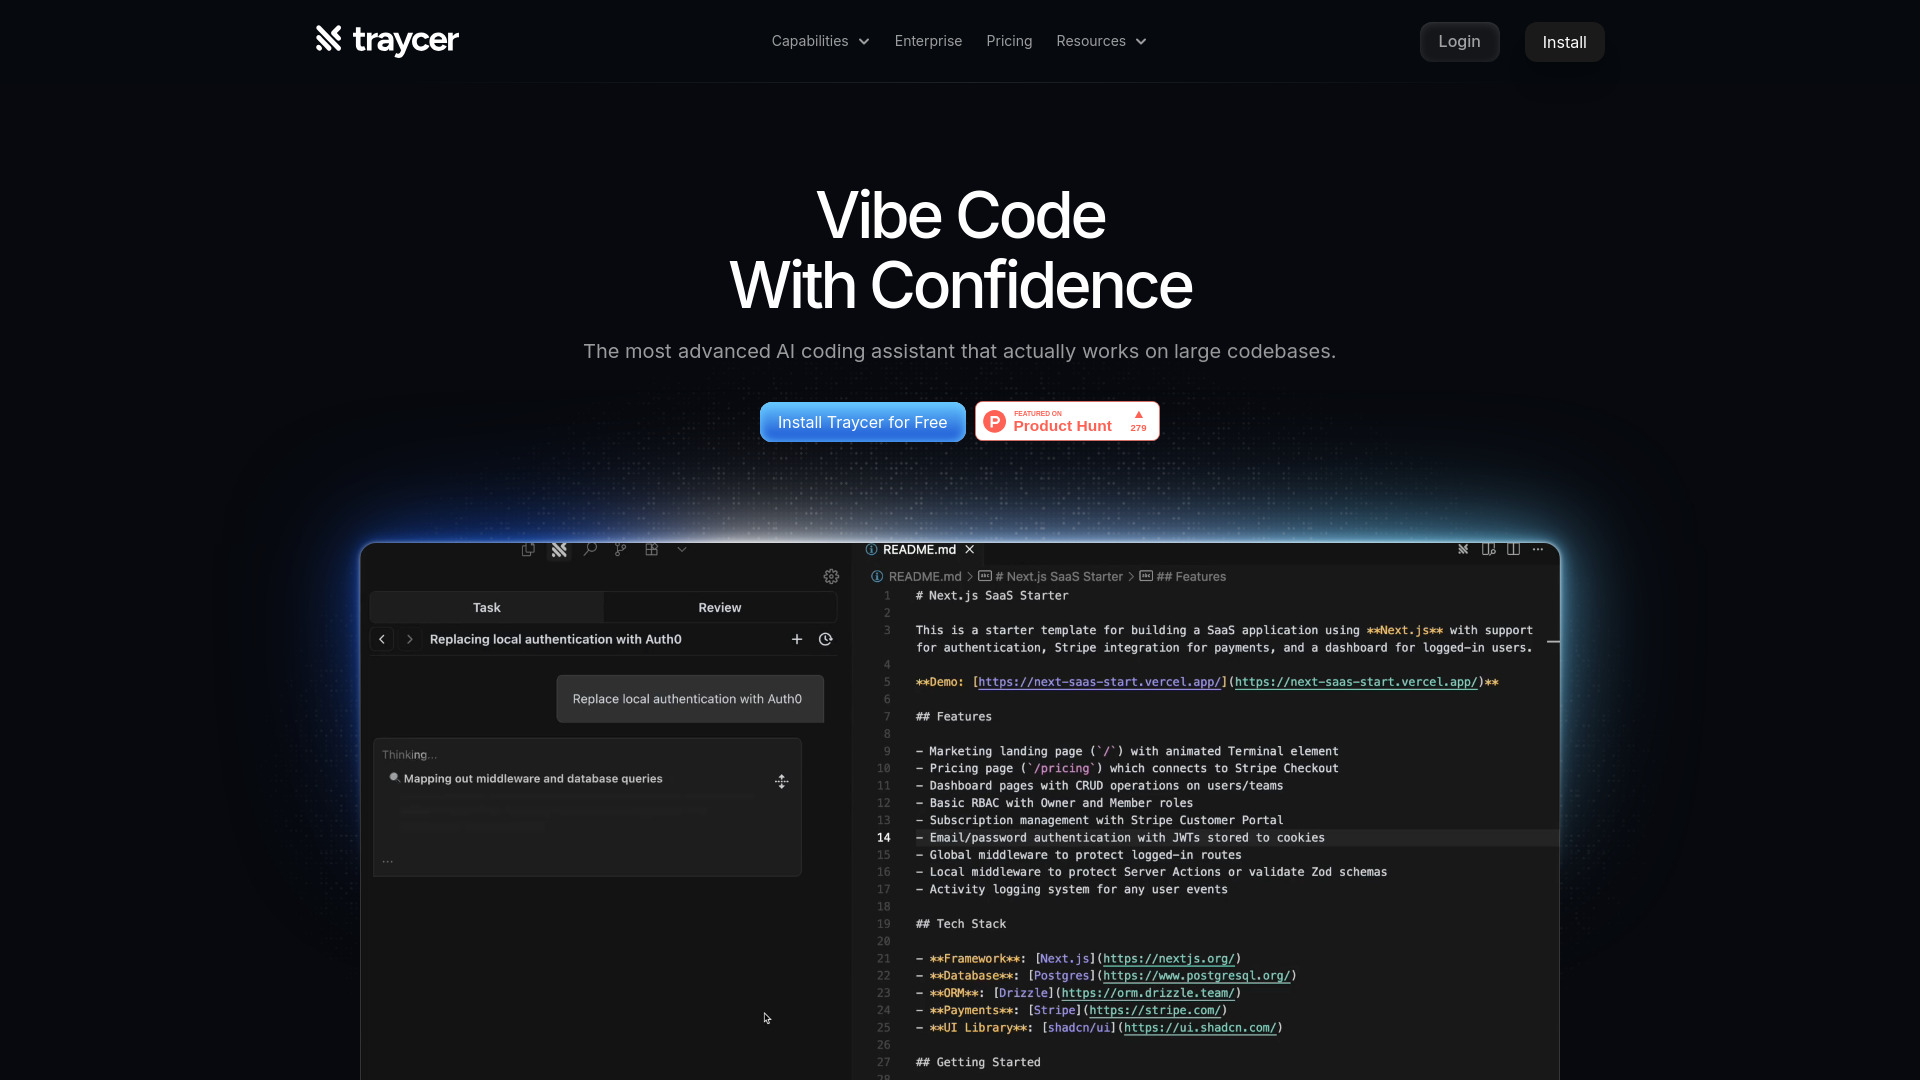 traycer
Capabilities
Enterprise
Pricing
Resources
Login
Install
Vibe Code
With Confidence
The most advanced AI coding assistant that actually works on large codebases.
Install Traycer for Free
P
FEATURED ON
Product Hunt
279
Task
Review
Replacing local authentication with Auth0
Replace local authentication with Auth0
Thinking...
Mapping out middleware and database queries
...
README.md
README.md > # Next.js SaaS Starter > ## Features
1 # Next.js SaaS Starter
2
3 This is a starter template for building a SaaS application using **Next.js** with support
for authentication, Stripe integration for payments, and a dashboard for logged-in users.
4
5 **Demo: [https://next-saas-start.vercel.app/](https://next-saas-start.vercel.app/)**
6
7 ## Features
8
9 - Marketing landing page (`/`) with animated Terminal element
10 - Pricing page (`/pricing`) which connects to Stripe Checkout
11 - Dashboard pages with CRUD operations on users/teams
12 - Basic RBAC with Owner and Member roles
13 - Subscription management with Stripe Customer Portal
14 - Email/password authentication with JWTs stored to cookies
15 - Global middleware to protect logged-in routes
16 - Local middleware to protect Server Actions or validate Zod schemas
17 - Activity logging system for any user events
18
19 ## Tech Stack
20
21 - **Framework**: [Next.js](https://nextjs.org/)
22 - **Database**: [Postgres](https://www.postgresql.org/)
23 - **ORM**: [Drizzle](https://orm.drizzle.team/)
24 - **Payments**: [Stripe](https://stripe.com/)
25 - **UI Library**: [shadcn/ui](https://ui.shadcn.com/)
26
27 ## Getting Started
28